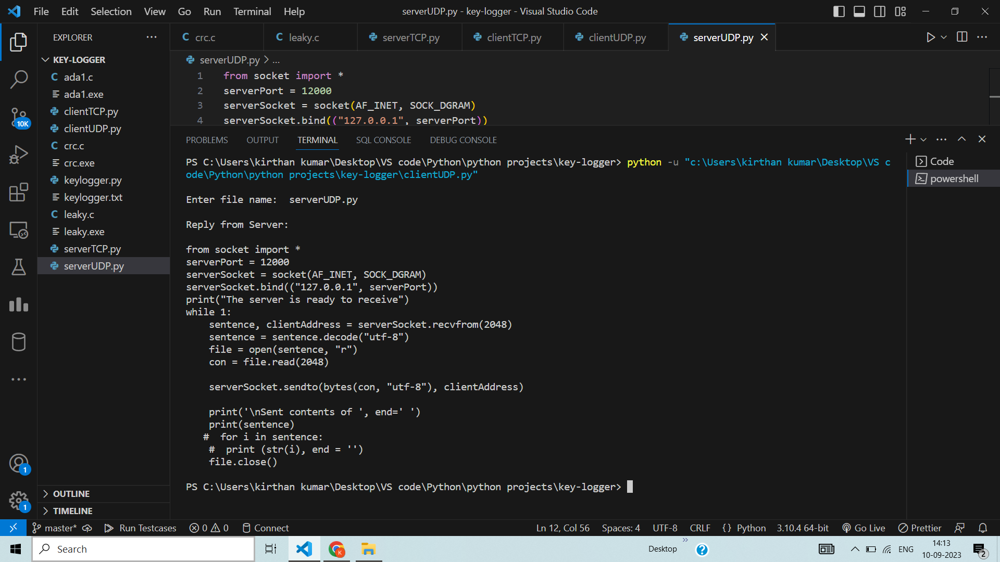 File Edit Selection View Go Run Terminal Help
serverUDP.py - key-logger - Visual Studio Code
EXPLORER
KEY-LOGGER
C ada1.c
ada1.exe
clientTCP.py
clientUDP.py
C crc.c
crc.exe
keylogger.py
keylogger.txt
C leaky.c
leaky.exe
serverTCP.py
serverUDP.py
OUTLINE
TIMELINE
10K
1
1
C crc.c
C leaky.c
serverTCP.py
clientTCP.py
clientUDP.py
serverUDP.py
serverUDP.py > ...
1 from socket import *
2 serverPort = 12000
3 serverSocket = socket(AF_INET, SOCK_DGRAM)
4 serverSocket.bind(("127.0.0.1", serverPort))
PROBLEMS OUTPUT TERMINAL SQL CONSOLE DEBUG CONSOLE
PS C:\Users\kirthan kumar\Desktop\VS code\Python\python projects\key-logger> python -u "c:\Users\kirthan kumar\Desktop\VS c
ode\Python\python projects\key-logger\clientUDP.py"
Enter file name:  serverUDP.py
Reply from Server:
from socket import *
serverPort = 12000
serverSocket = socket(AF_INET, SOCK_DGRAM)
serverSocket.bind(("127.0.0.1", serverPort))
print("The server is ready to receive")
while 1:
    sentence, clientAddress = serverSocket.recvfrom(2048)
    sentence = sentence.decode("utf-8")
    file = open(sentence, "r")
    con = file.read(2048)
    serverSocket.sendto(bytes(con, "utf-8"), clientAddress)
    print('\nSent contents of ', end=' ')
    print(sentence)
   #  for i in sentence:
    #  print (str(i), end = '')
    file.close()
PS C:\Users\kirthan kumar\Desktop\VS code\Python\python projects\key-logger>
Code
powershell
master* Run Testcases 0 0 Connect
Ln 12, Col 56 Spaces: 4 UTF-8 CRLF {} Python 3.10.4 64-bit Go Live Prettier
Search
K
Desktop
»
?
ENG
14:13
10-09-2023
2